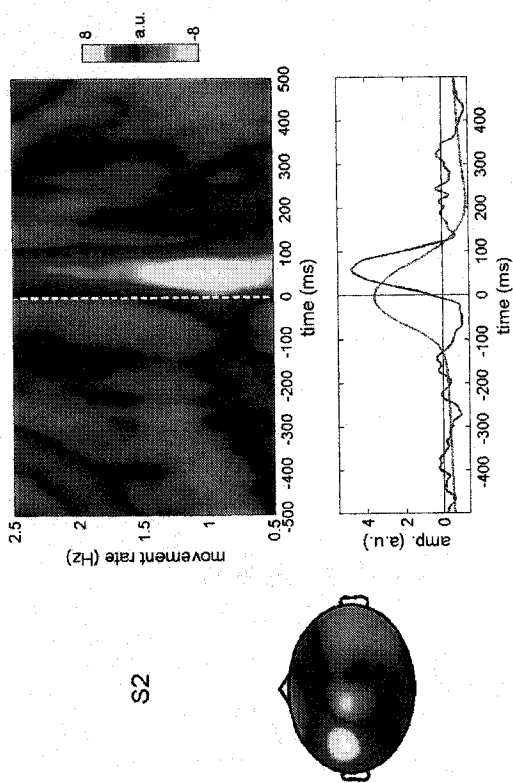 S2
8
a.u.
-8
movement rate (Hz)
2.5
2
1.5
1
0.5
-500 -400 -300 -200 -100 0 100 200 300 400 500
time (ms)
amp. (a.u.)
4
2
0
-400 -300 -200 -100 0 100 200 300 400
time (ms)